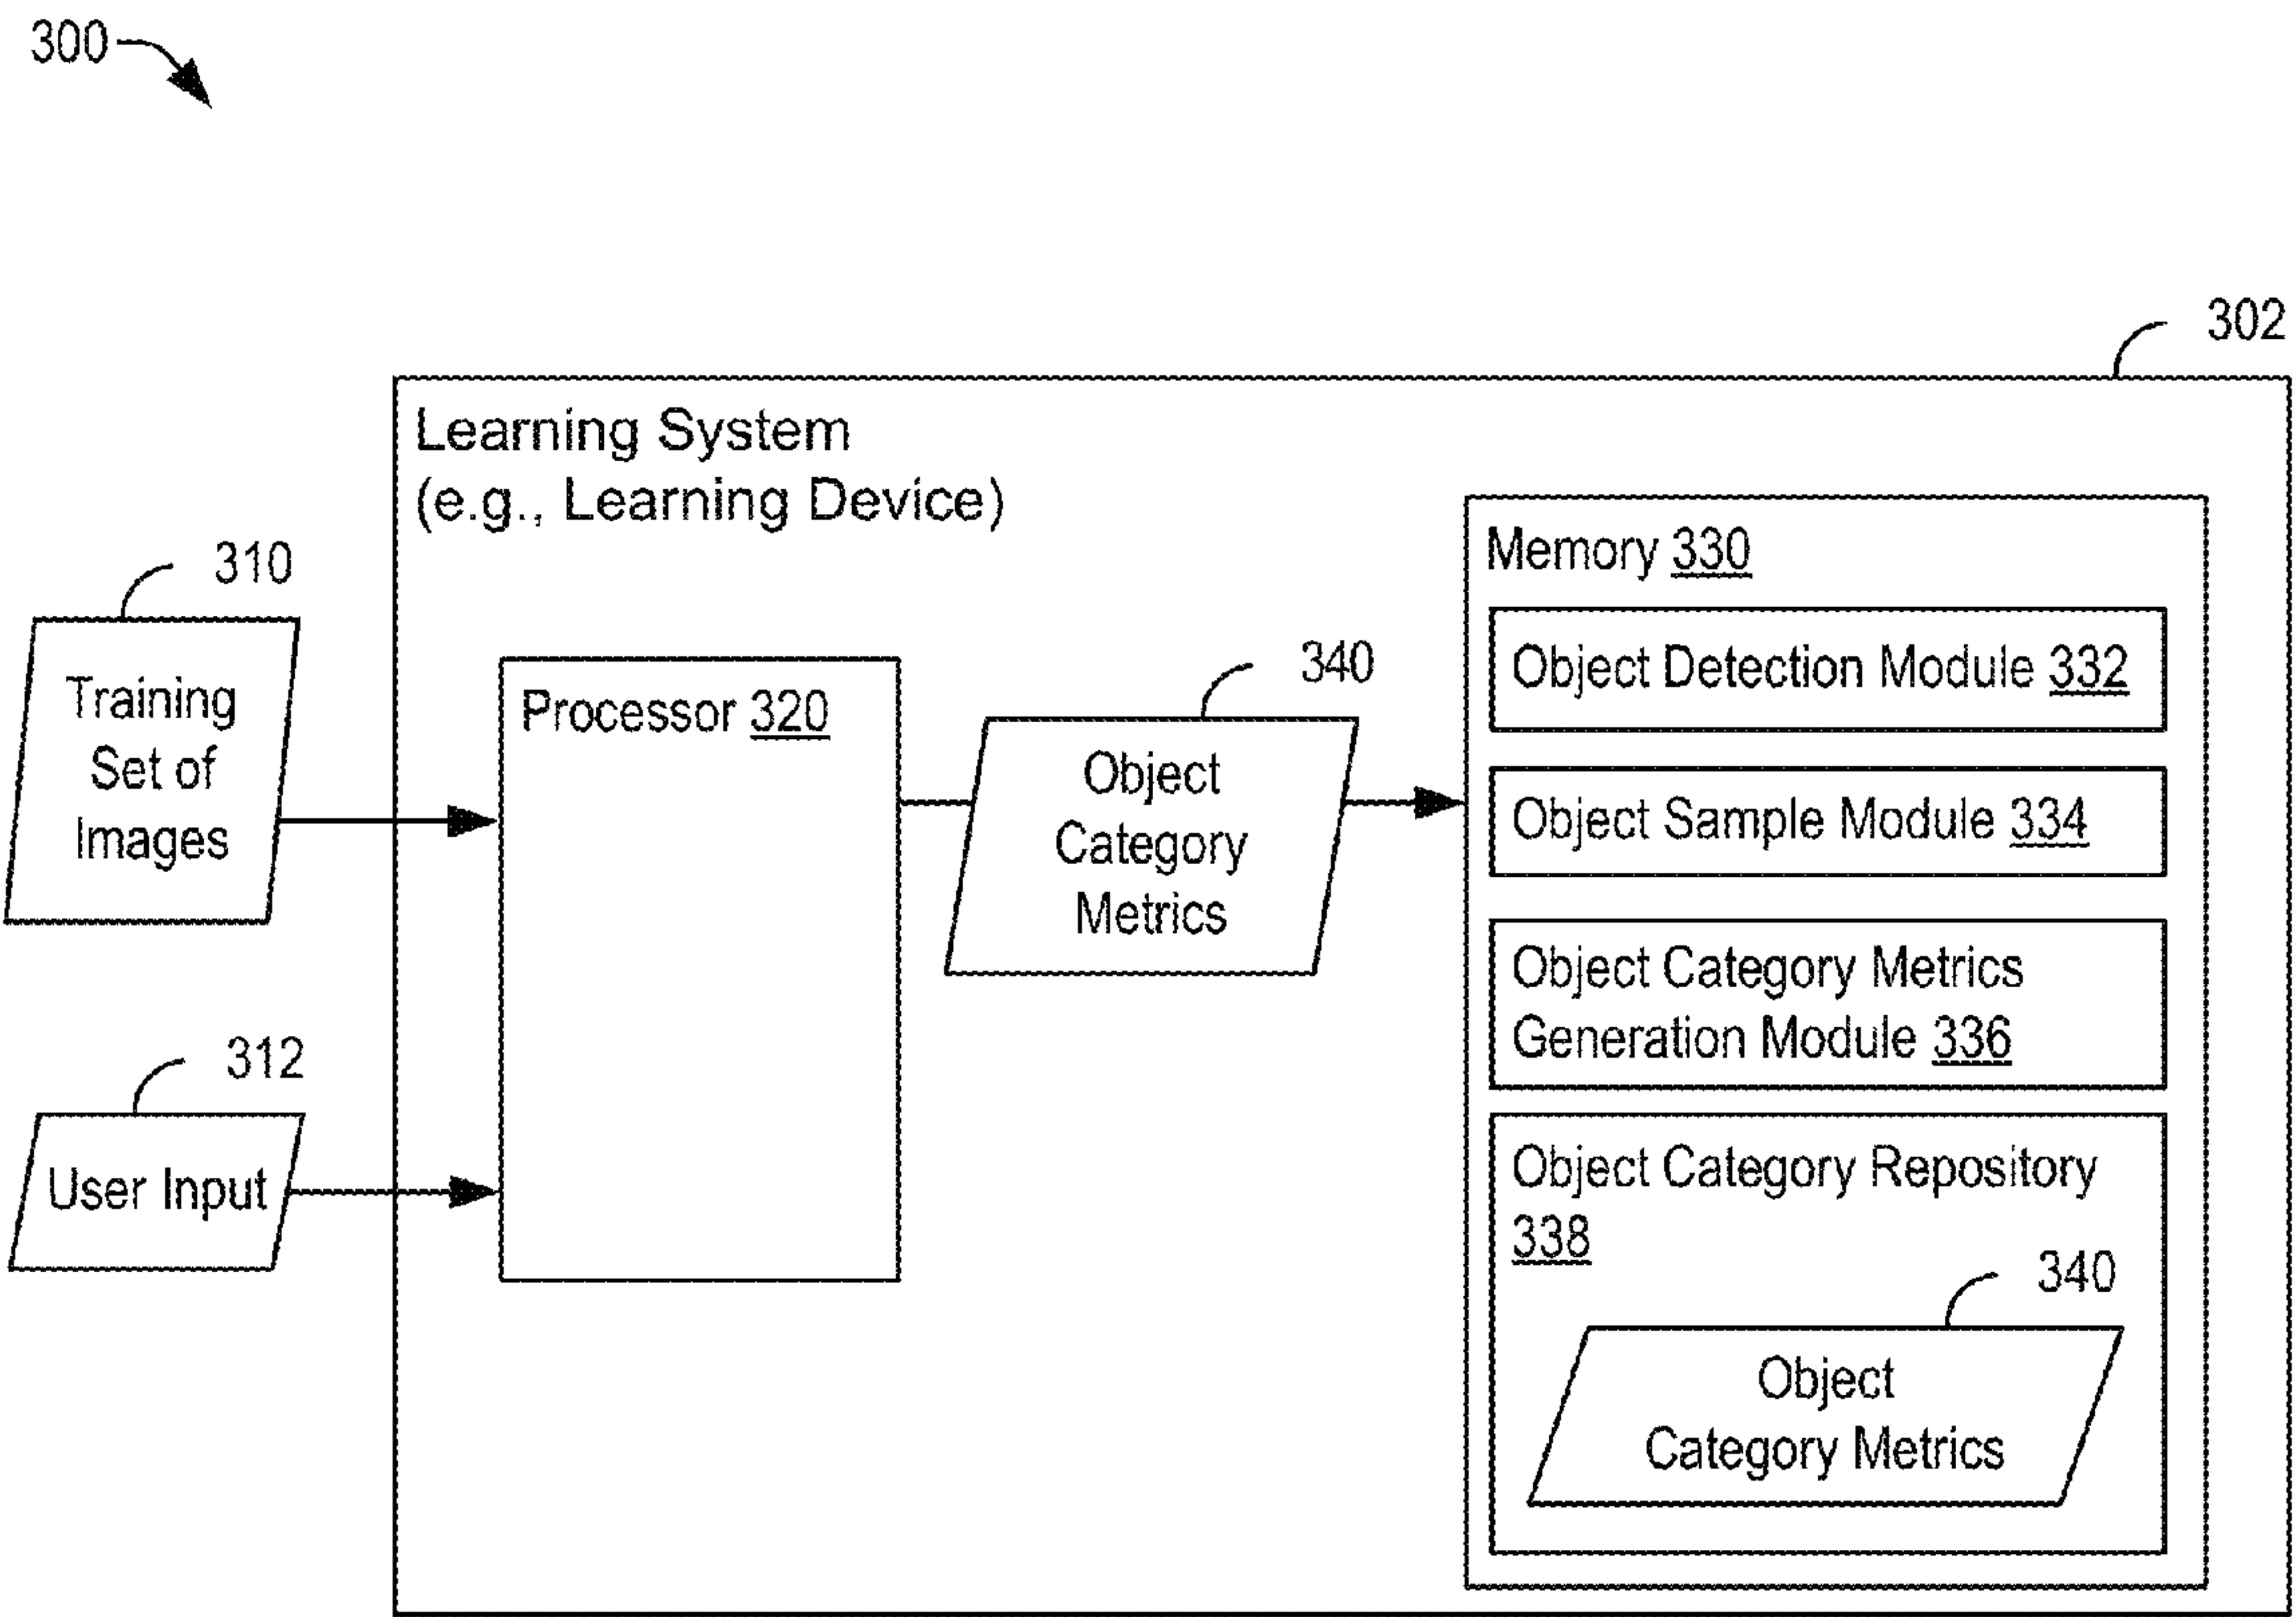 300
302
Learning System
(e.g., Learning Device)
310
Training
Set of
Images
312
User Input
Processor 320
340
Object
Category
Metrics
Memory 330
Object Detection Module 332
Object Sample Module 334
Object Category Metrics
Generation Module 336
Object Category Repository
338
340
Object
Category Metrics